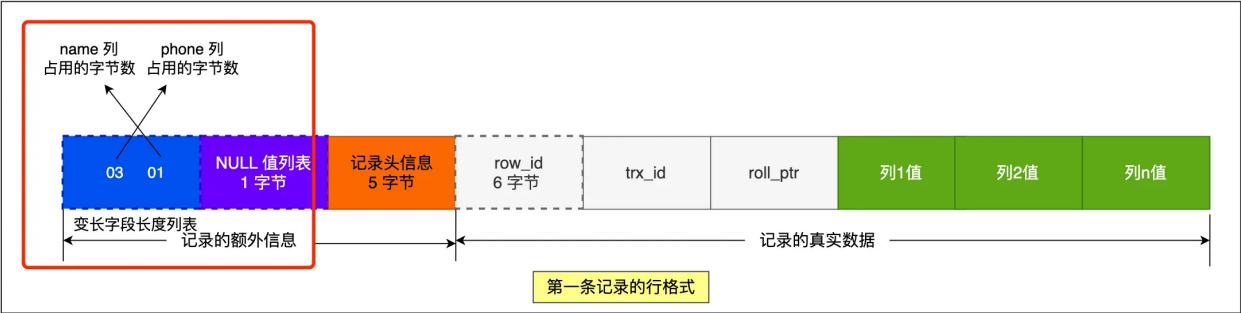 name 列
占用的字节数
phone 列
占用的字节数
03
01
NULL 值列表
1 字节
记录头信息
5 字节
row_id
6 字节
trx_id
roll_ptr
列1值
列2值
列n值
变长字段长度列表
记录的额外信息
记录的真实数据
第一条记录的行格式